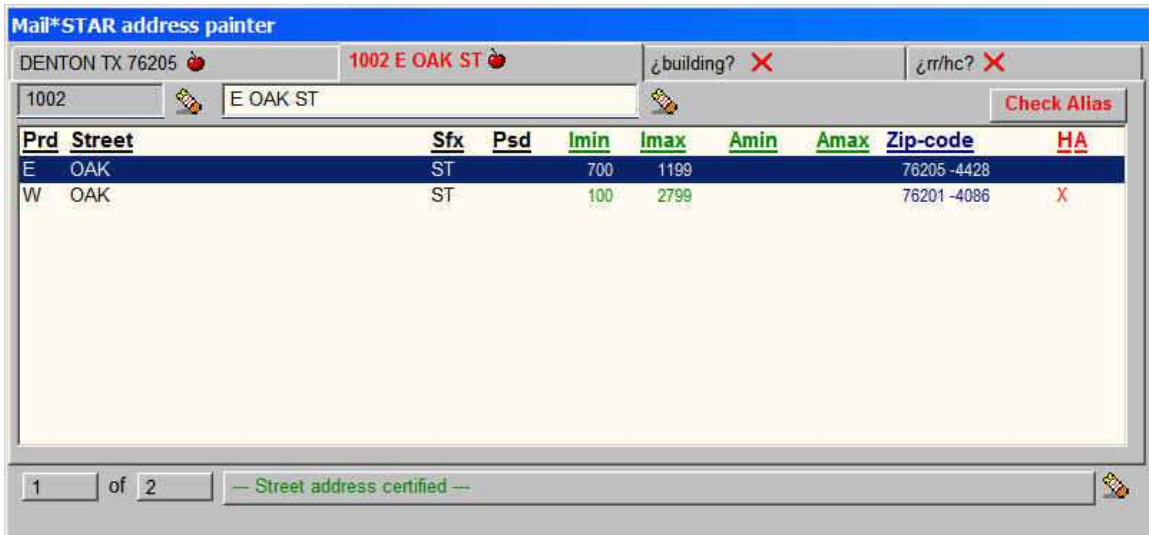 Mail*STAR address painter
DENTON TX 76205 1002 E OAK ST ¿building? ¿rr/hc?
1002 E OAK ST Check Alias
Prd Street Sfx Psd Imin Imax Amin Amax Zip-code HA
E OAK ST 700 1199 76205 -4428
W OAK ST 100 2799 76201 -4086 X
1 of 2 --- Street address certified ---